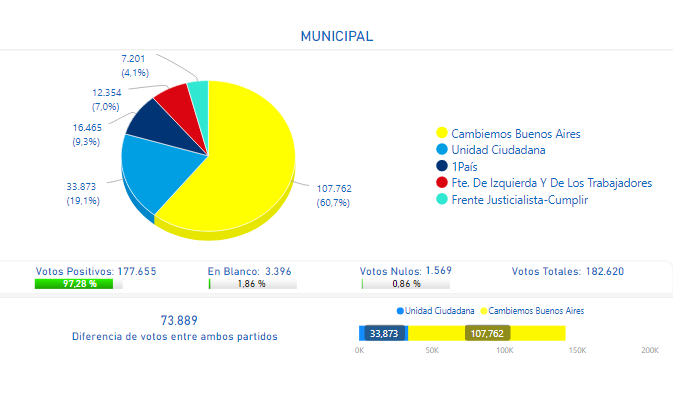 MUNICIPAL
7.201
(4,1%)
12.354
(7,0%)
16.465
(9,3%)
33.873
(19,1%)
107.762
(60,7%)
Cambiemos Buenos Aires
Unidad Ciudadana
1País
Fte. De Izquierda Y De Los Trabajadores
Frente Justicialista-Cumplir
Votos Positivos: 177.655
97,28 %
En Blanco: 3.396
1,86 %
Votos Nulos: 1.569
0,86 %
Votos Totales: 182.620
73.889
Diferencia de votos entre ambos partidos
Unidad Ciudadana Cambiemos Buenos Aires
33,873 107,762
0K 50K 100K 150K 200K